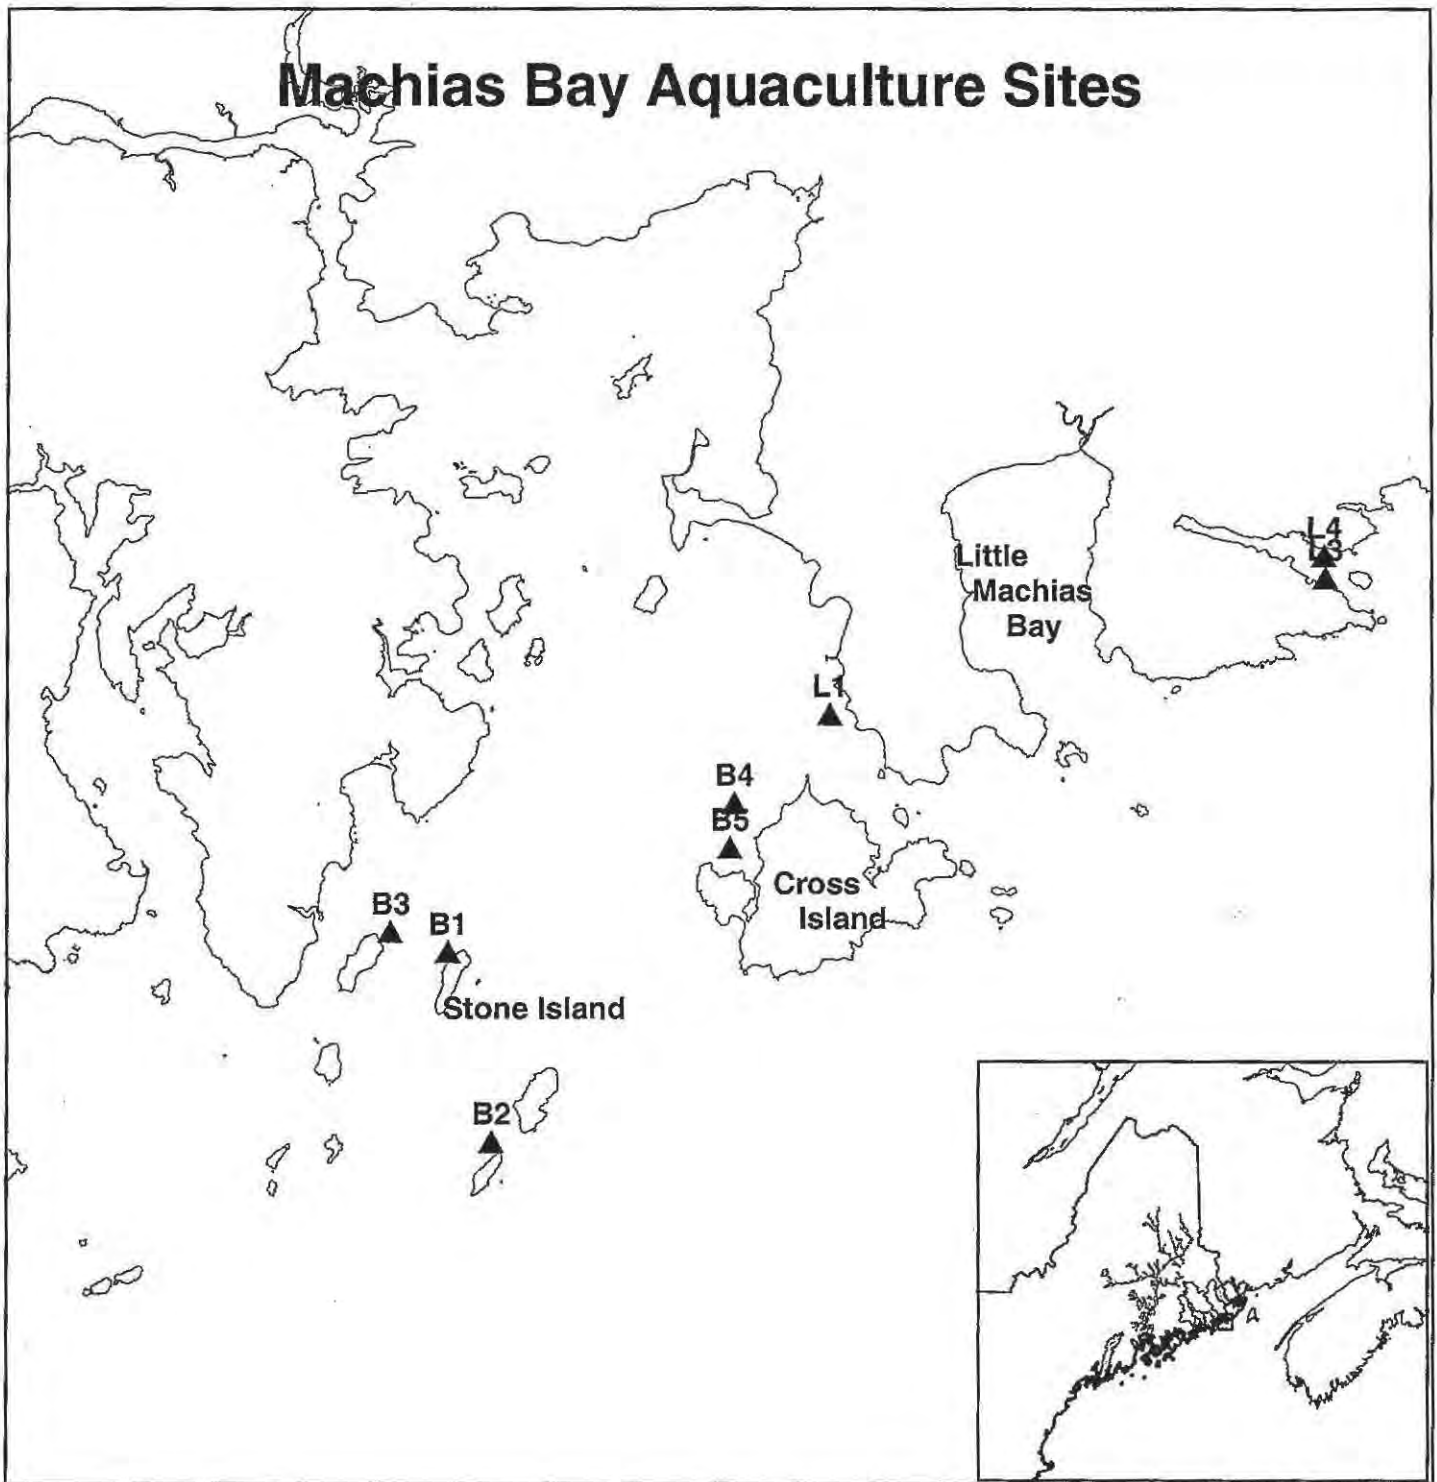 Machias Bay Aquaculture Sites
L4
L3
Little
Machias
Bay
L1
B4
B5
Cross
Island
B3
B1
Stone Island
B2